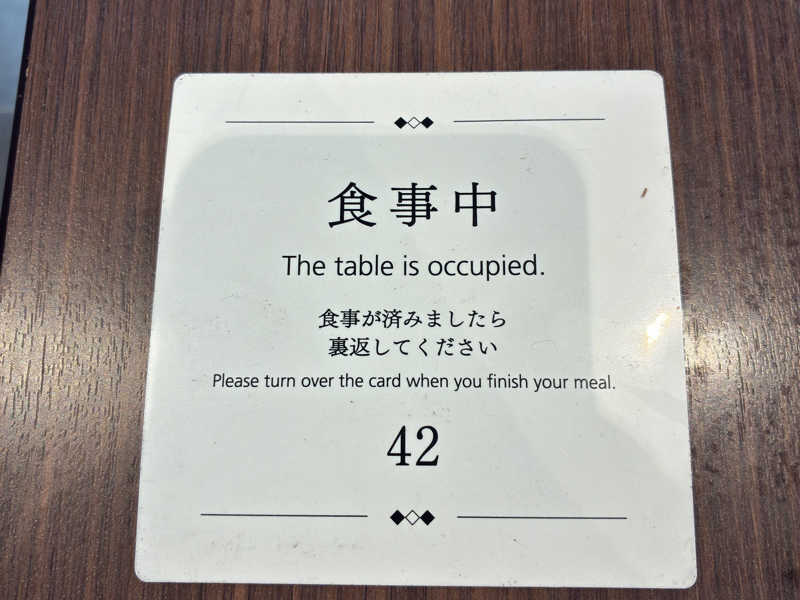 食事中
The table is occupied.
食事が済みましたら
裏返してください
Please turn over the card when you finish your meal.
42